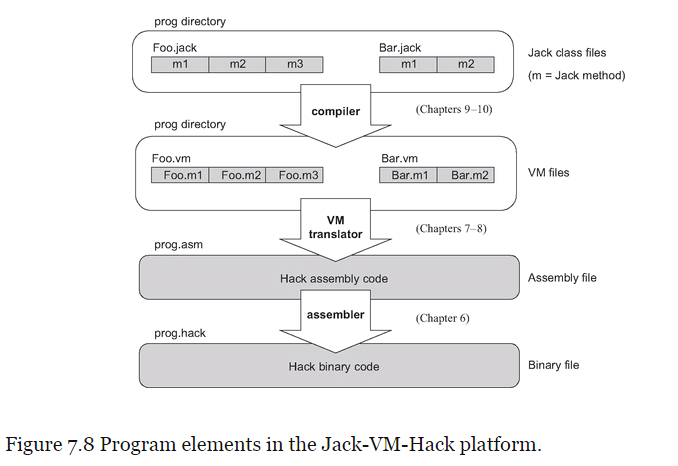 prog directory
Foo.jack
Bar.jack
m1 m2 m3
m1 m2
Jack class files
(m = Jack method)
compiler
(Chapters 9–10)
prog directory
Foo.vm
Bar.vm
Foo.m1 Foo.m2 Foo.m3
Bar.m1 Bar.m2
VM files
VM
translator
(Chapters 7–8)
prog.asm
Hack assembly code
Assembly file
assembler
(Chapter 6)
prog.hack
Hack binary code
Binary file
Figure 7.8 Program elements in the Jack-VM-Hack platform.